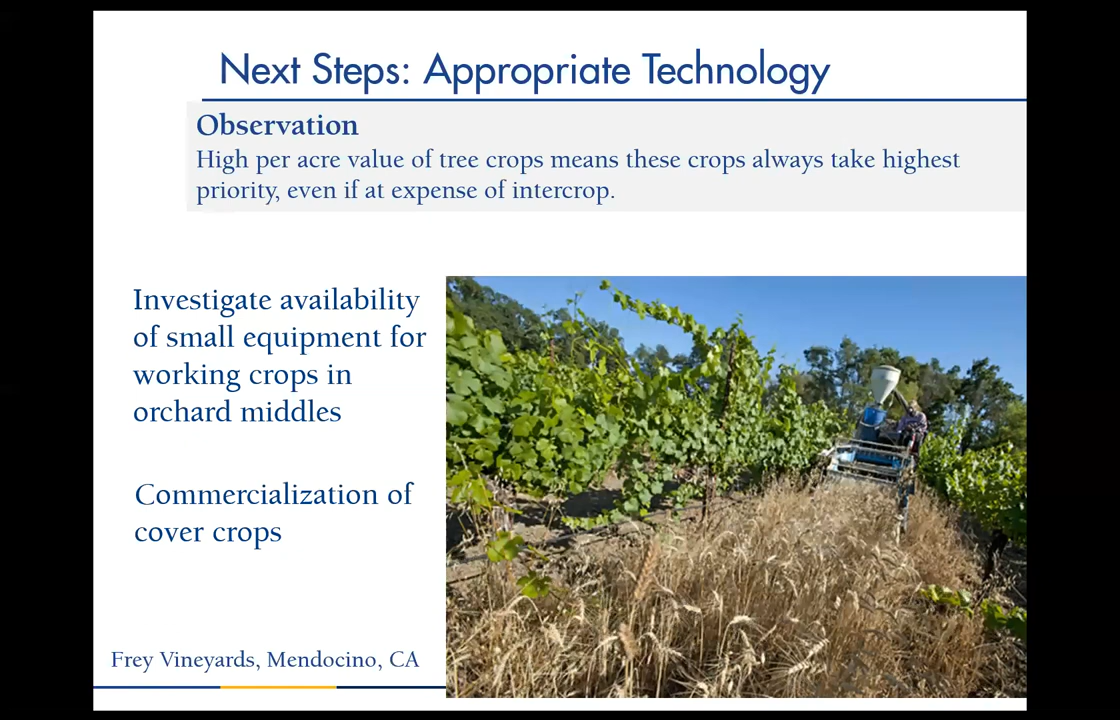 Next Steps: Appropriate Technology
Observation
High per acre value of tree crops means these crops always take highest
priority, even if at expense of intercrop.
Investigate availability
of small equipment for
working crops in
orchard middles
Commercialization of
cover crops
Frey Vineyards, Mendocino, CA